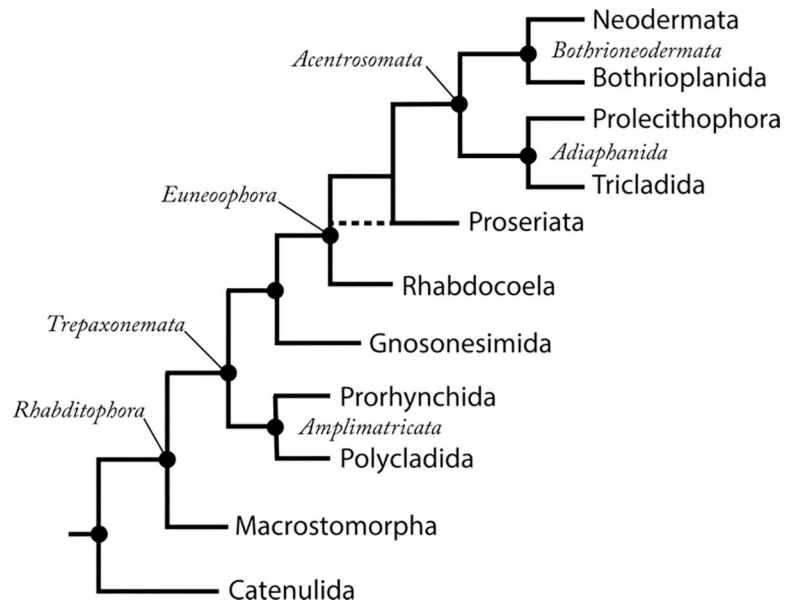 Neodermata
Bothrioneodermata
Acentrosomata
Bothrioplanida
Prolecithophora
Adiaphanida
Tricladida
Euneoophora
Proseriata
Rhabdocoela
Trepaxonemata
Gnosonesimida
Prorhynchida
Rhabditophora
Amplimatricata
Polycladida
Macrostomorpha
Catenulida